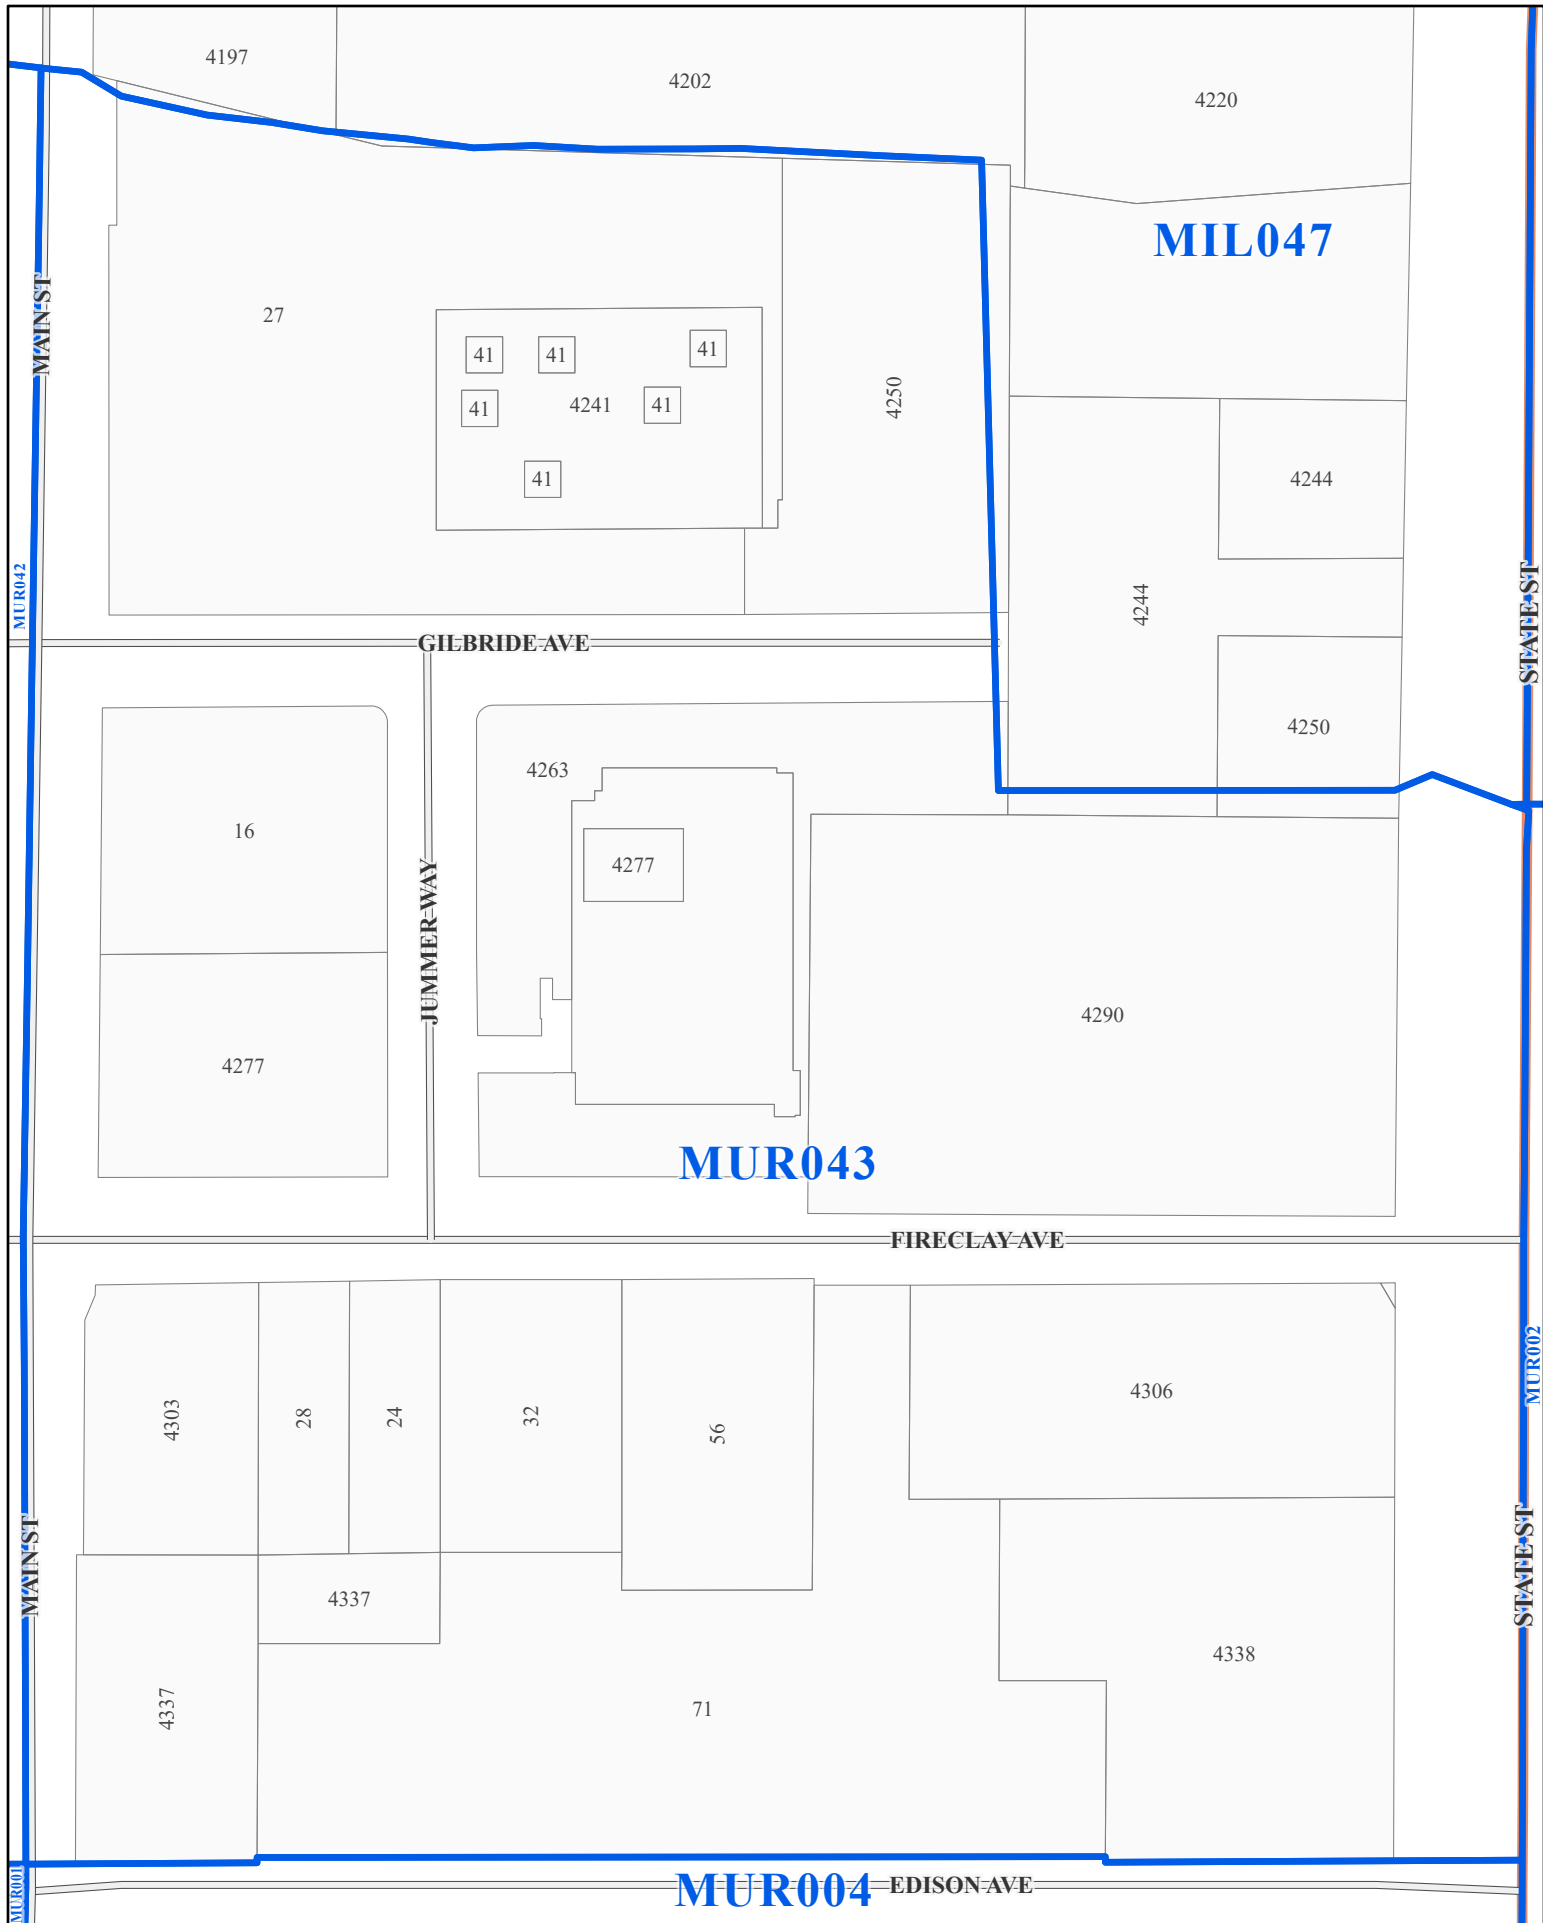 4197
4202
4220
MIL047
MAIN ST
27
41
41
41
41
4241
41
4250
41
4244
4244
MUR042
STATE ST
GILBRIDE AVE
4250
4263
16
4277
JUMMER WAY
4290
4277
MUR043
FIRECLAY AVE
MUR002
4306
4303
28
24
32
56
MAIN ST
STATE ST
4337
4338
4337
71
MUR001
MUR004
EDISON AVE